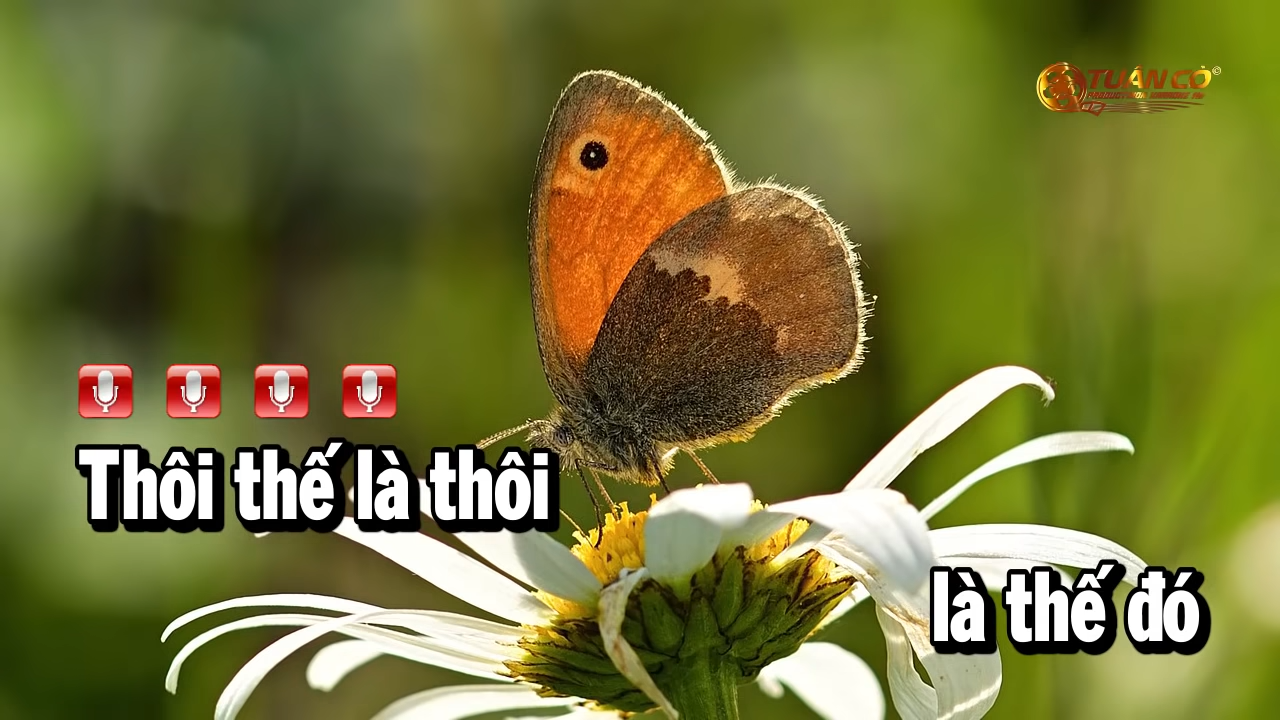 TUẤN CÒ
Thôi thế là thôi
là thế đó